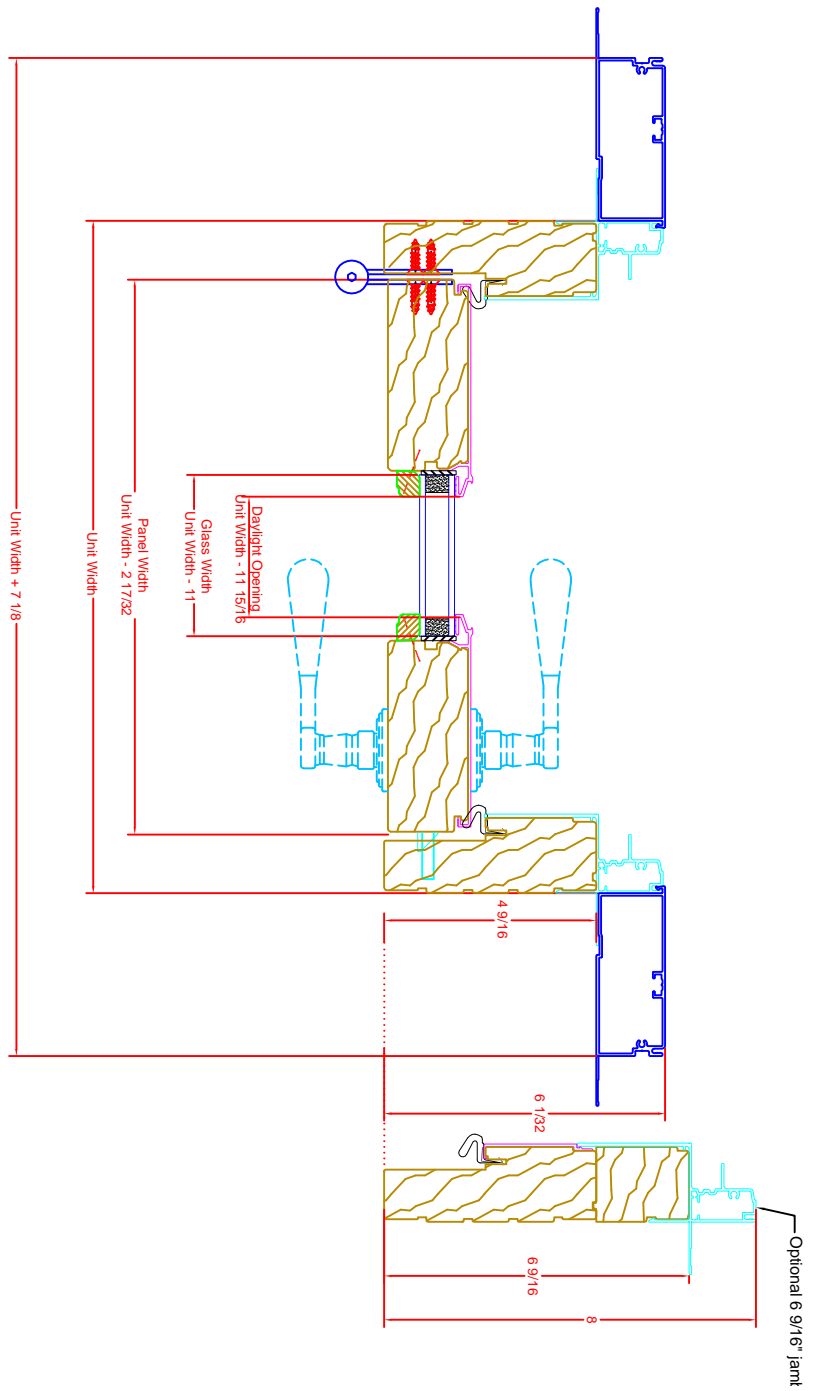 Optional 6 9/16" jamb
Daylight Opening
Unit Width - 11 15/16
Glass Width
Unit Width - 11
Panel Width
Unit Width - 2 17/32
Unit Width
Unit Width + 7 1/8
4 9/16
6 1/32
6 9/16
8